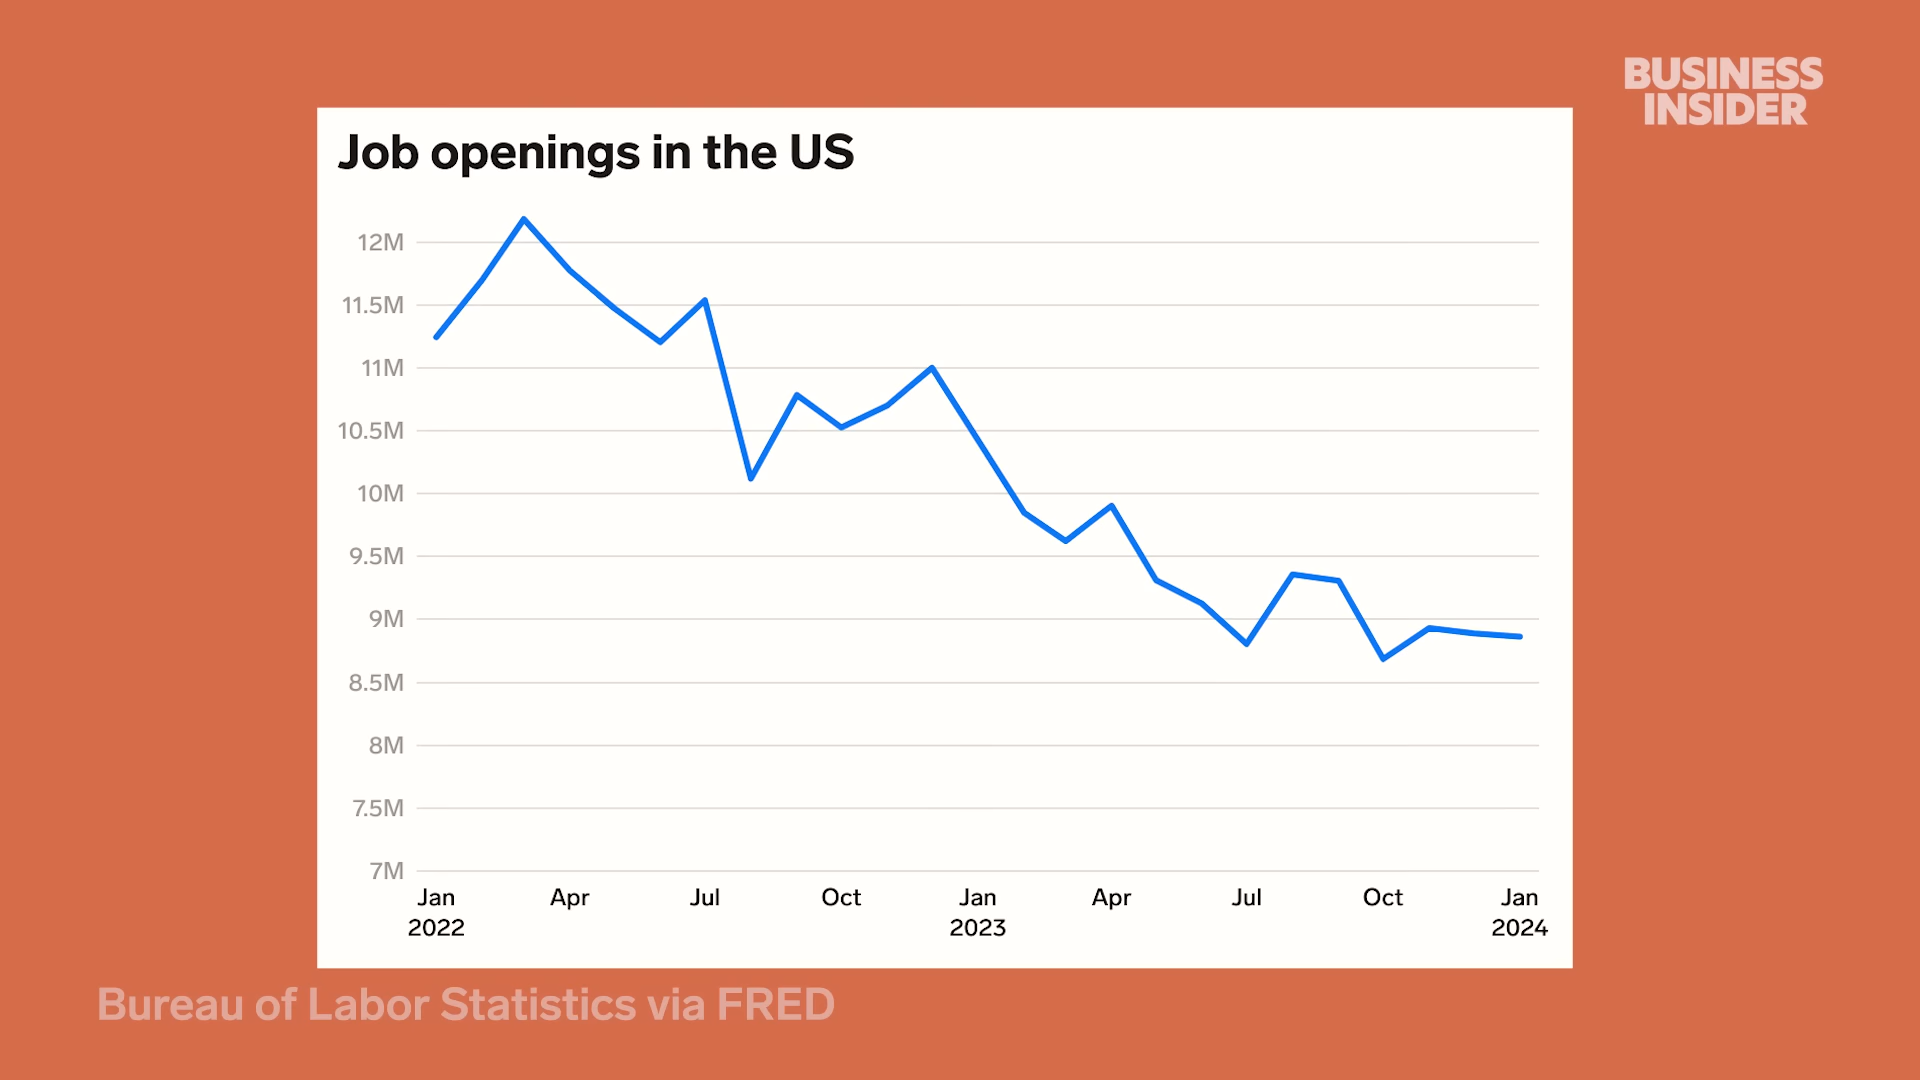 BUSINESS
INSIDER
Job openings in the US
12M
11.5M
11M
10.5M
10M
9.5M
9M
8.5M
8M
7.5M
7M
Jan Apr Jul Oct Jan Apr Jul Oct Jan
2022 2023 2024
Bureau of Labor Statistics via FRED